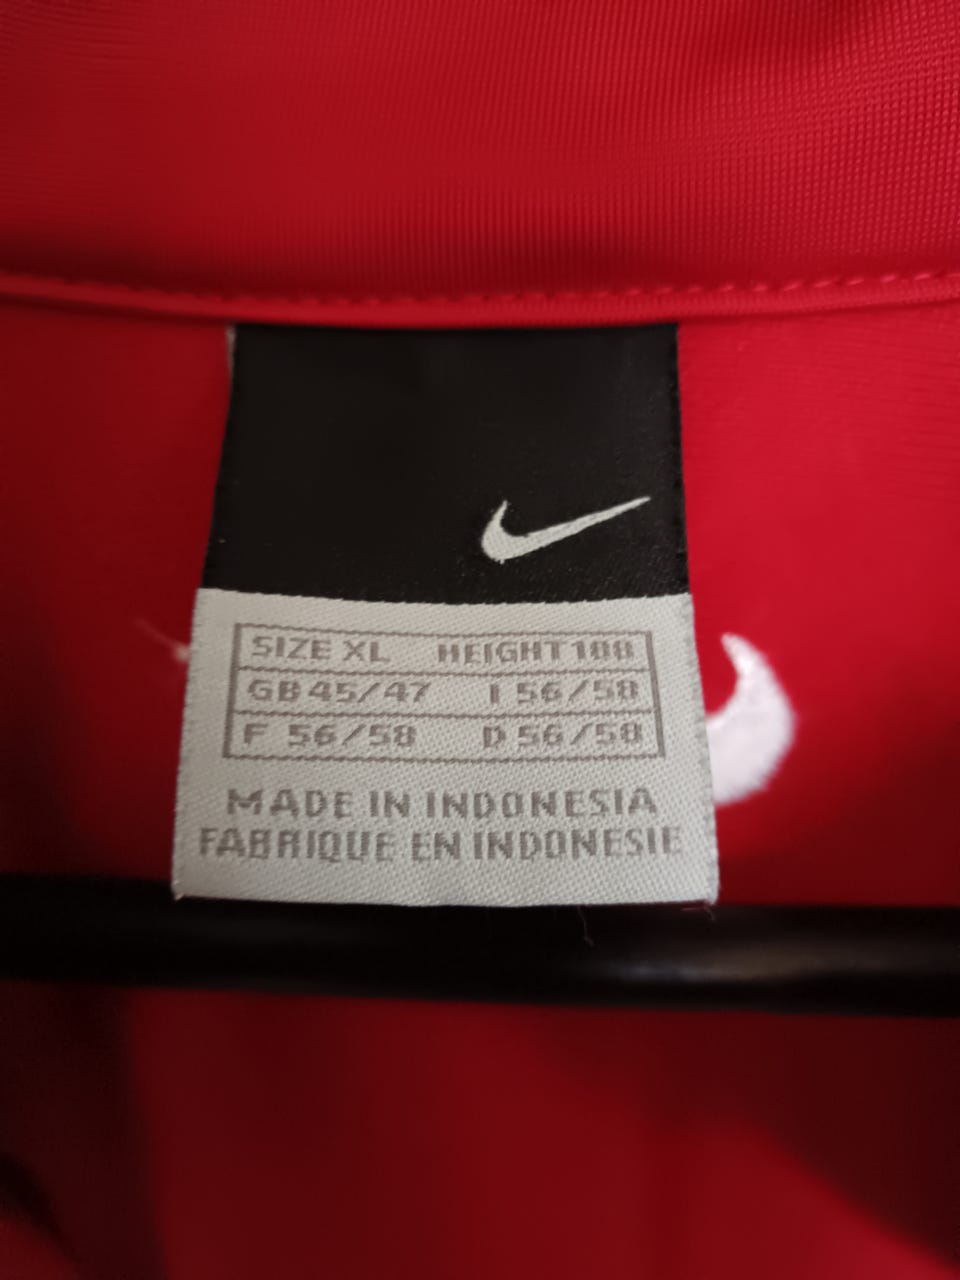 SIZE XL HEIGHT 188
GB 45/47 I 56/58
F 56/58 D 56/58
MADE IN INDONESIA
FABRIQUE EN INDONESIE